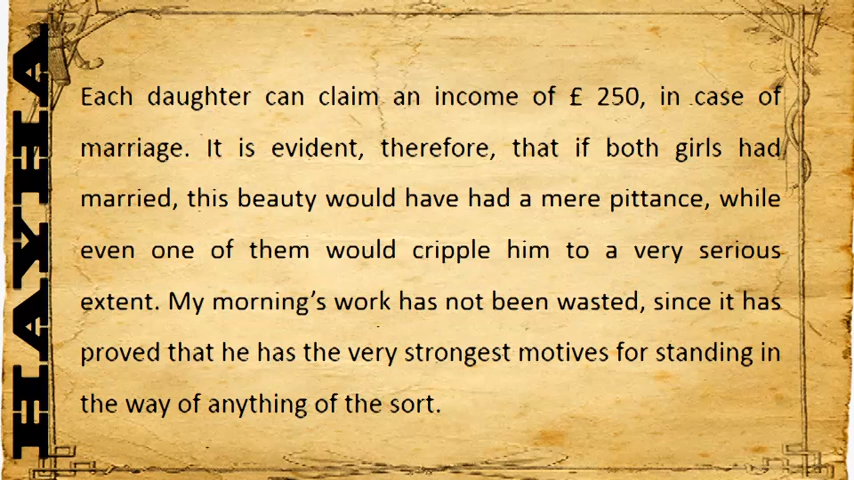 HAYHA
Each daughter can claim an income of £ 250, in case of
marriage. It is evident, therefore, that if both girls had
married, this beauty would have had a mere pittance, while
even one of them would cripple him to a very serious
extent. My morning’s work has not been wasted, since it has
proved that he has the very strongest motives for standing in
the way of anything of the sort.